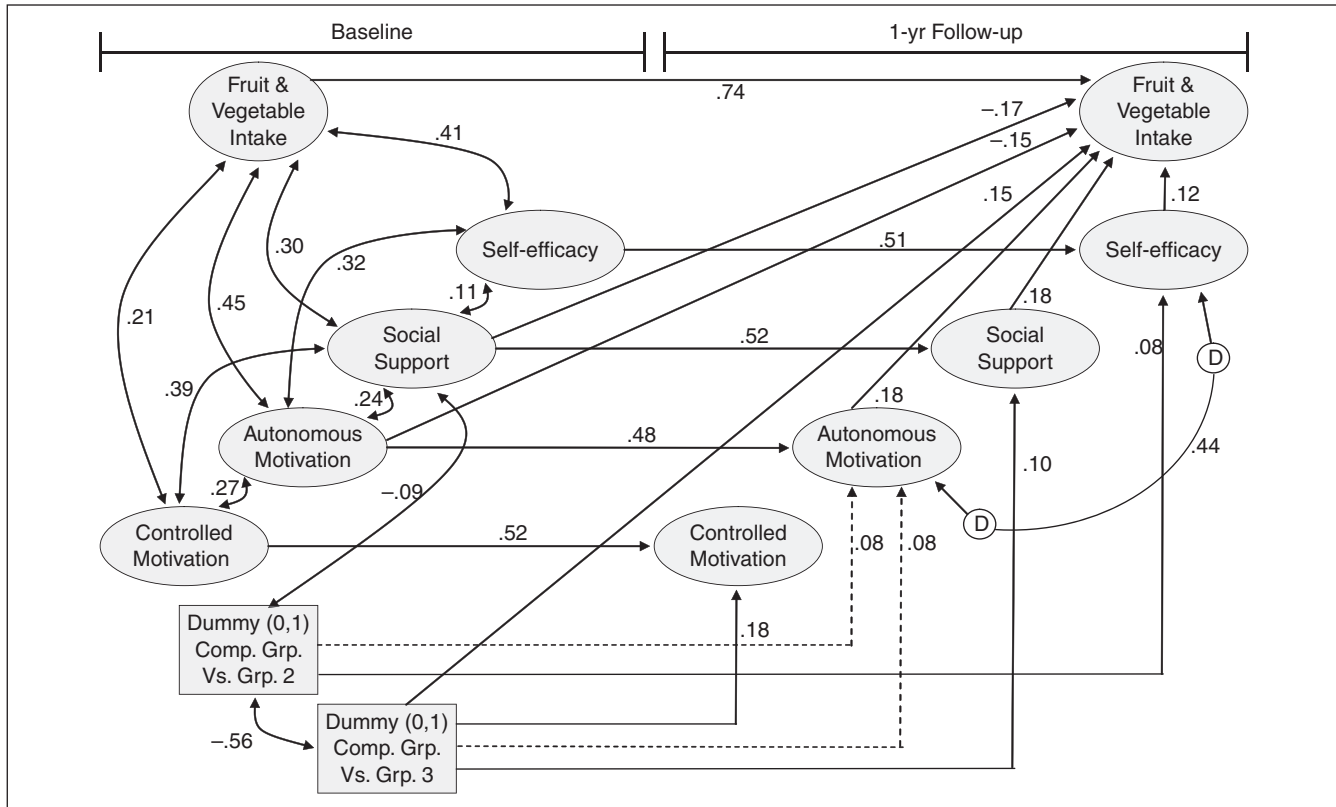 Baseline
1-yr Follow-up
Fruit &
Vegetable
Intake
.74
Fruit &
Vegetable
Intake
–.17
–.15
.41
.15
.12
Self-efficacy
.51
Self-efficacy
.30
.32
.11
.45
.21
Social
Support
.52
.18
Social
Support
.08
D
.39
.24
.18
Autonomous
Motivation
.48
Autonomous
Motivation
.10
.44
.27
–.09
D
Controlled
Motivation
.52
Controlled
Motivation
.08
.08
Dummy (0,1)
Comp. Grp.
Vs. Grp. 2
.18
–.56
Dummy (0,1)
Comp. Grp.
Vs. Grp. 3